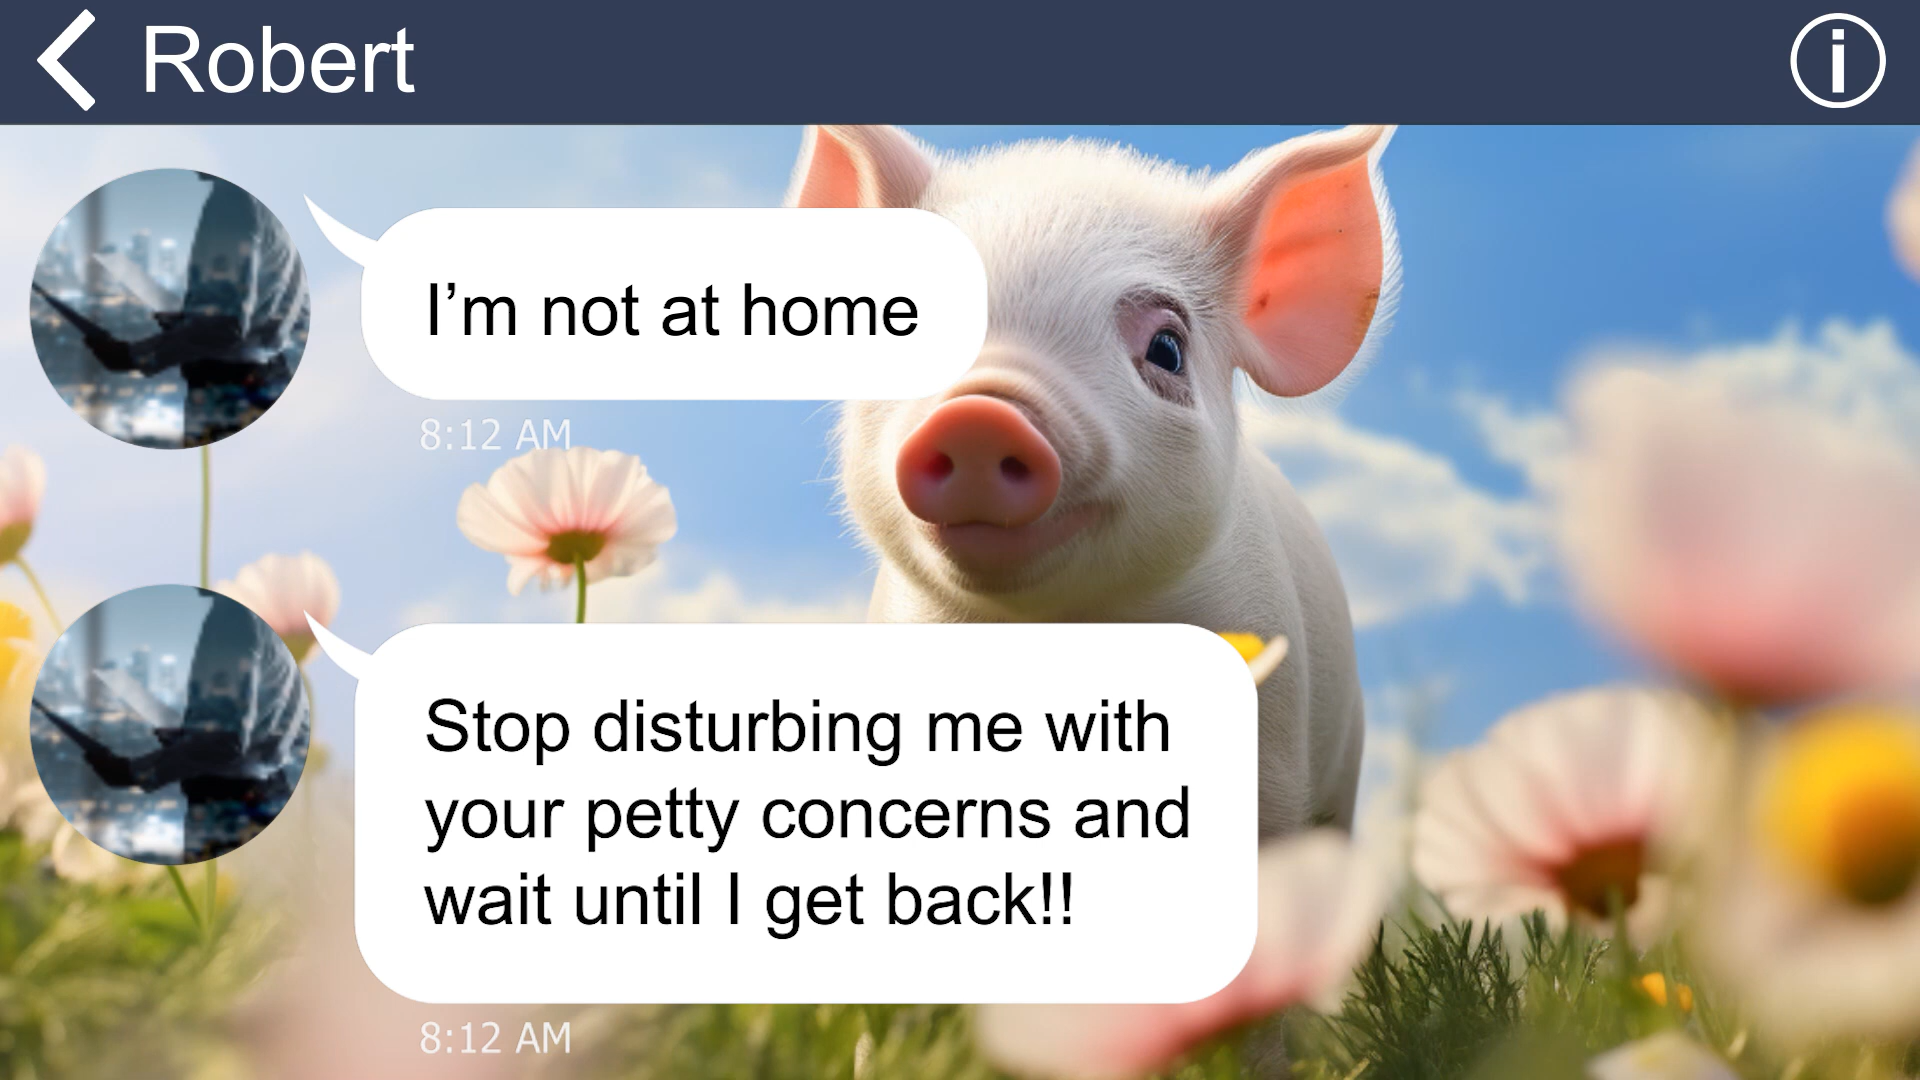 Robert
I’m not at home
8:12 AM
Stop disturbing me with
your petty concerns and
wait until I get back!!
8:12 AM